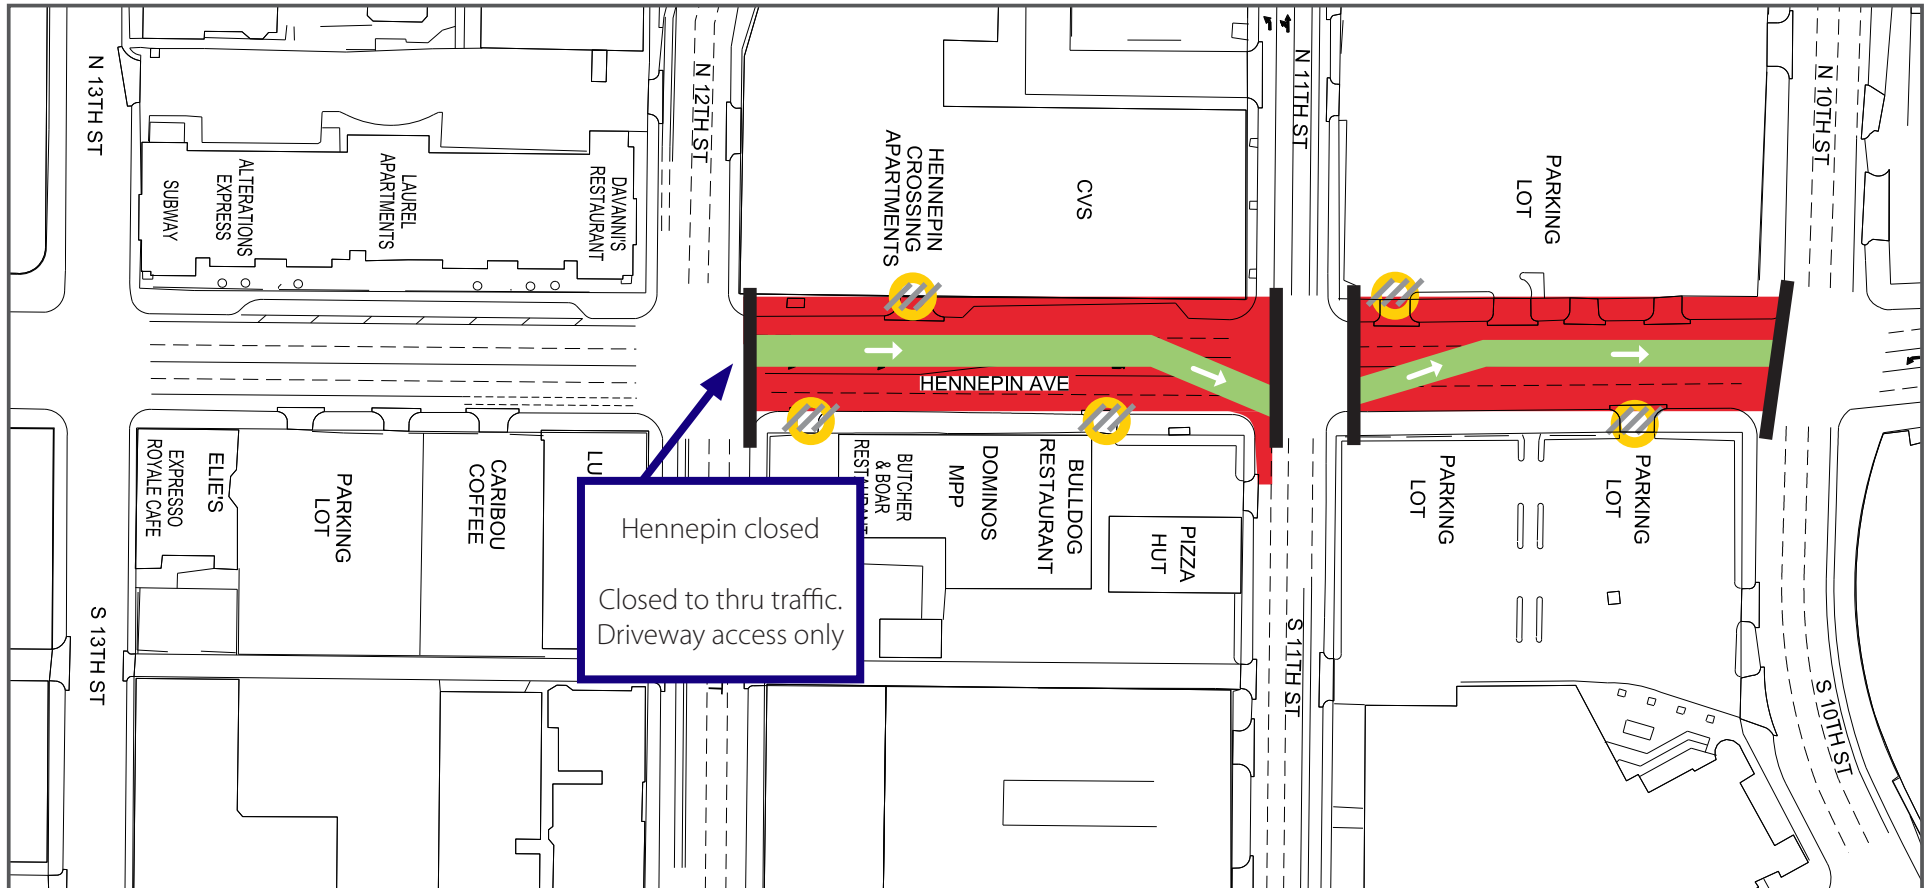 N 13TH ST
N 12TH ST
N 11TH ST
N 10TH ST
SUBWAY
ALTERATIONS
EXPRESS
LAUREL
APARTMENTS
DAVANNI'S
RESTAURANT
HENNEPIN
CROSSING
APARTMENTS
CVS
PARKING
LOT
HENNEPIN AVE
ELIE'S
EXPRESSO
ROYALE CAFE
PARKING
LOT
CARIBOU
COFFEE
LU
BUTCHER
& BOAR
RESTAURANT
DOMINOS
MPP
BULLDOG
RESTAURANT
PIZZA
HUT
PARKING
LOT
PARKING
LOT
Hennepin closed
Closed to thru traffic.
Driveway access only
S 13TH ST
T
S 11TH ST
S 10TH ST